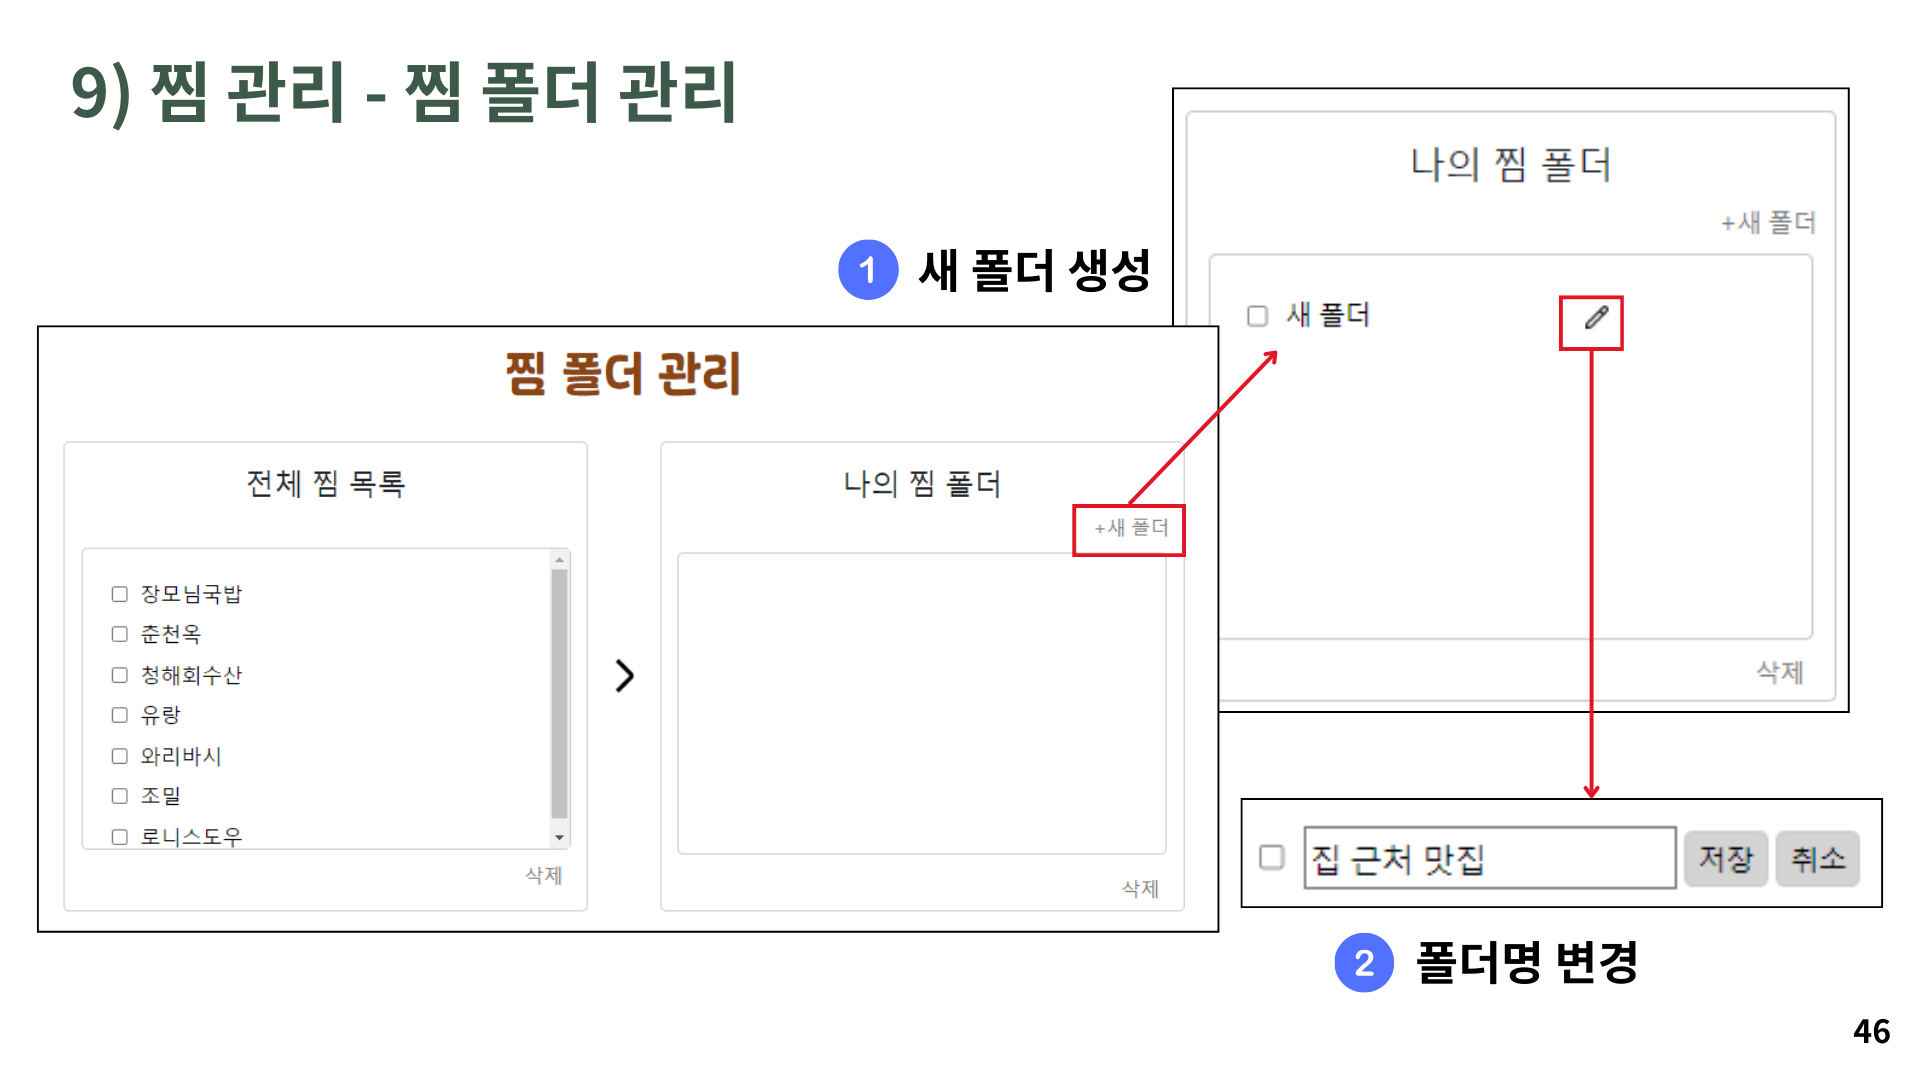 9) 찜 관리 - 찜 폴더 관리
1 새 폴더 생성
찜 폴더 관리
전체 찜 목록
장모님국밥
춘천옥
청해회수산
유랑
와리바시
조밀
로니스도우
삭제
나의 찜 폴더
+새 폴더
삭제
나의 찜 폴더
+새 폴더
새 폴더
삭제
집 근처 맛집 저장 취소
2 폴더명 변경
46